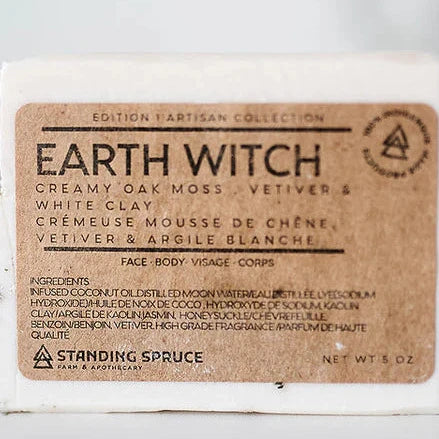 EDITION 1 ARTISAN COLLECTION
EARTH WITCH
CREAMY OAK MOSS . VETIVER &
WHITE CLAY
CRÉMEUSE MOUSSE DE CHÊNE,
VETIVER & ARGILE BLANCHE
FACE · BODY · VISAGE · CORPS
INGREDIENTS
INFUSED COCONUT OIL,DISTILLED MOON WATER/EAU DISTILLÉE, LYE(SODIUM
HYDROXIDE)/HUILE DE NOIX DE COCO , HYDROXYDE DE SODIUM, KAOLIN
CLAY/ARGILE DE KAOLIN,JASMIN, HONEYSUCKLE/CHÈVREFEUILLE,
BENZOIN/BENJOIN, VETIVER, HIGH GRADE FRAGRANCE /PARFUM DE HAUTE
QUALITÉ
STANDING SPRUCE
FARM & APOTHECARY
NET WT 5 OZ